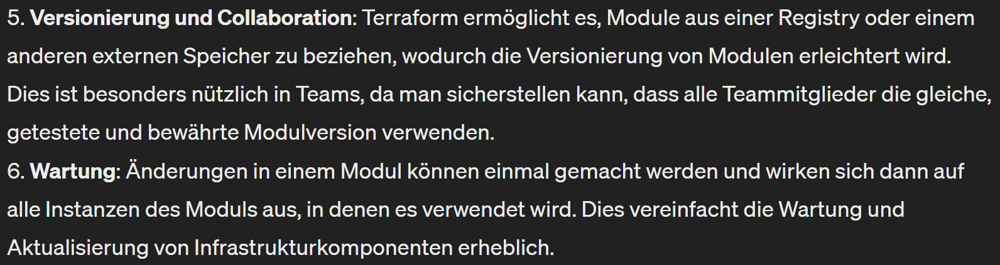 5. Versionierung und Collaboration: Terraform ermöglicht es, Module aus einer Registry oder einem
anderen externen Speicher zu beziehen, wodurch die Versionierung von Modulen erleichtert wird.
Dies ist besonders nützlich in Teams, da man sicherstellen kann, dass alle Teammitglieder die gleiche,
getestete und bewährte Modulversion verwenden.
6. Wartung: Änderungen in einem Modul können einmal gemacht werden und wirken sich dann auf
alle Instanzen des Moduls aus, in denen es verwendet wird. Dies vereinfacht die Wartung und
Aktualisierung von Infrastrukturkomponenten erheblich.